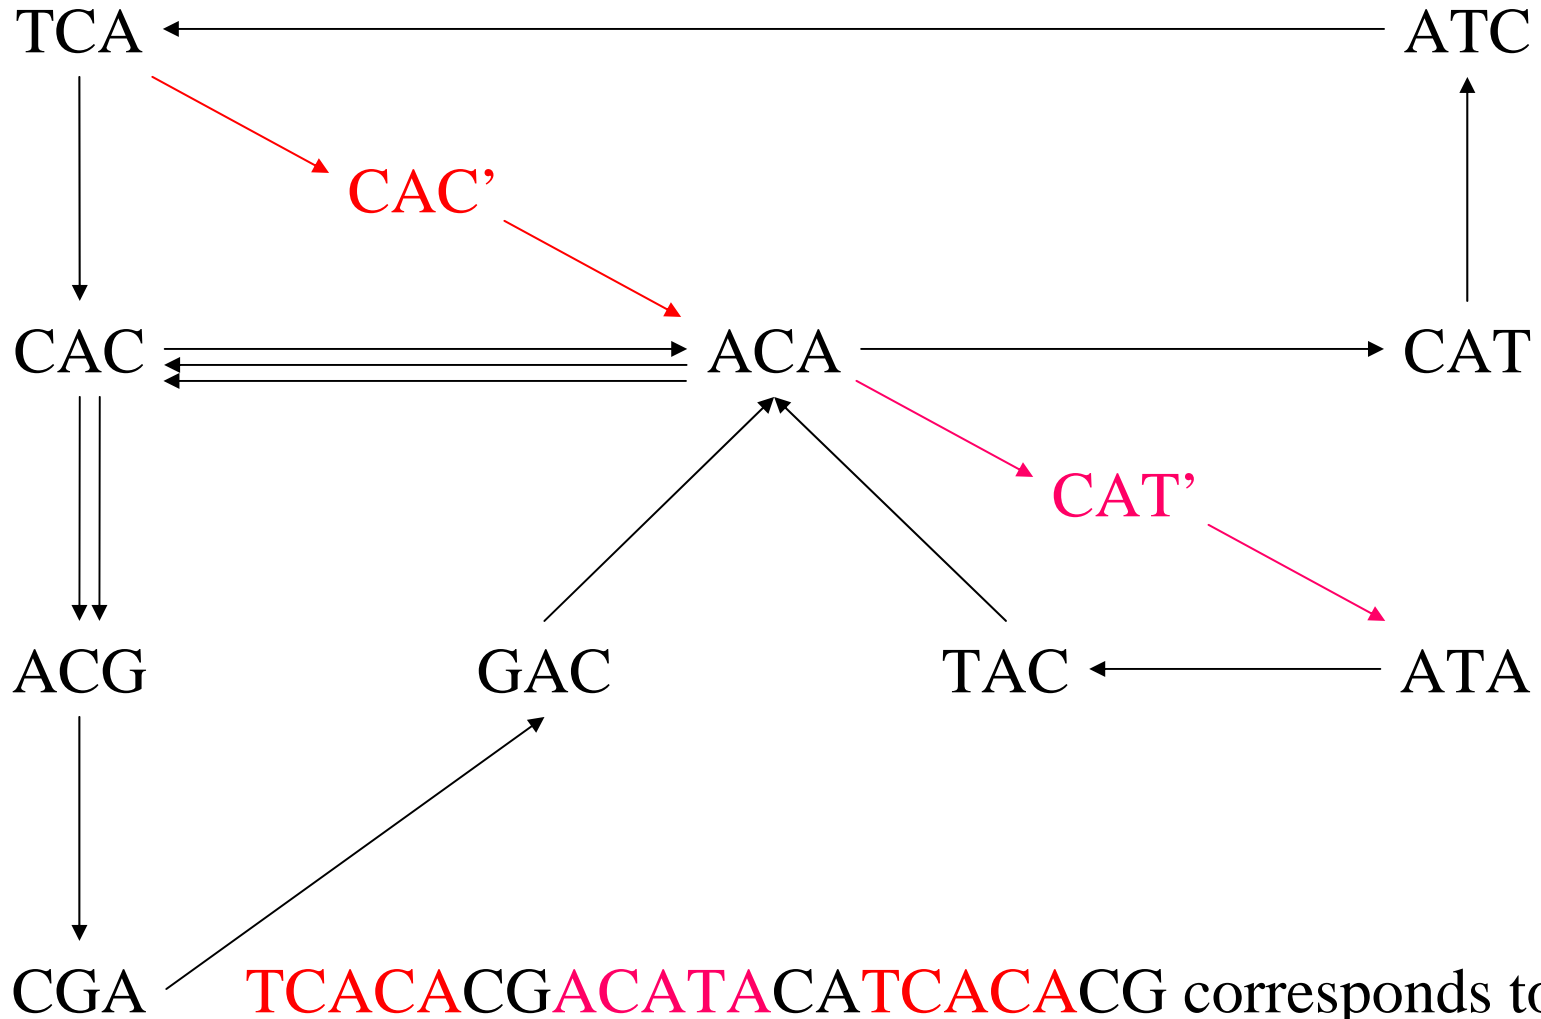 TCA ATC
CAC’
CAC ACA CAT
CAT’
ACG GAC TAC ATA
CGA TCACACGACATACATCACACG corresponds to